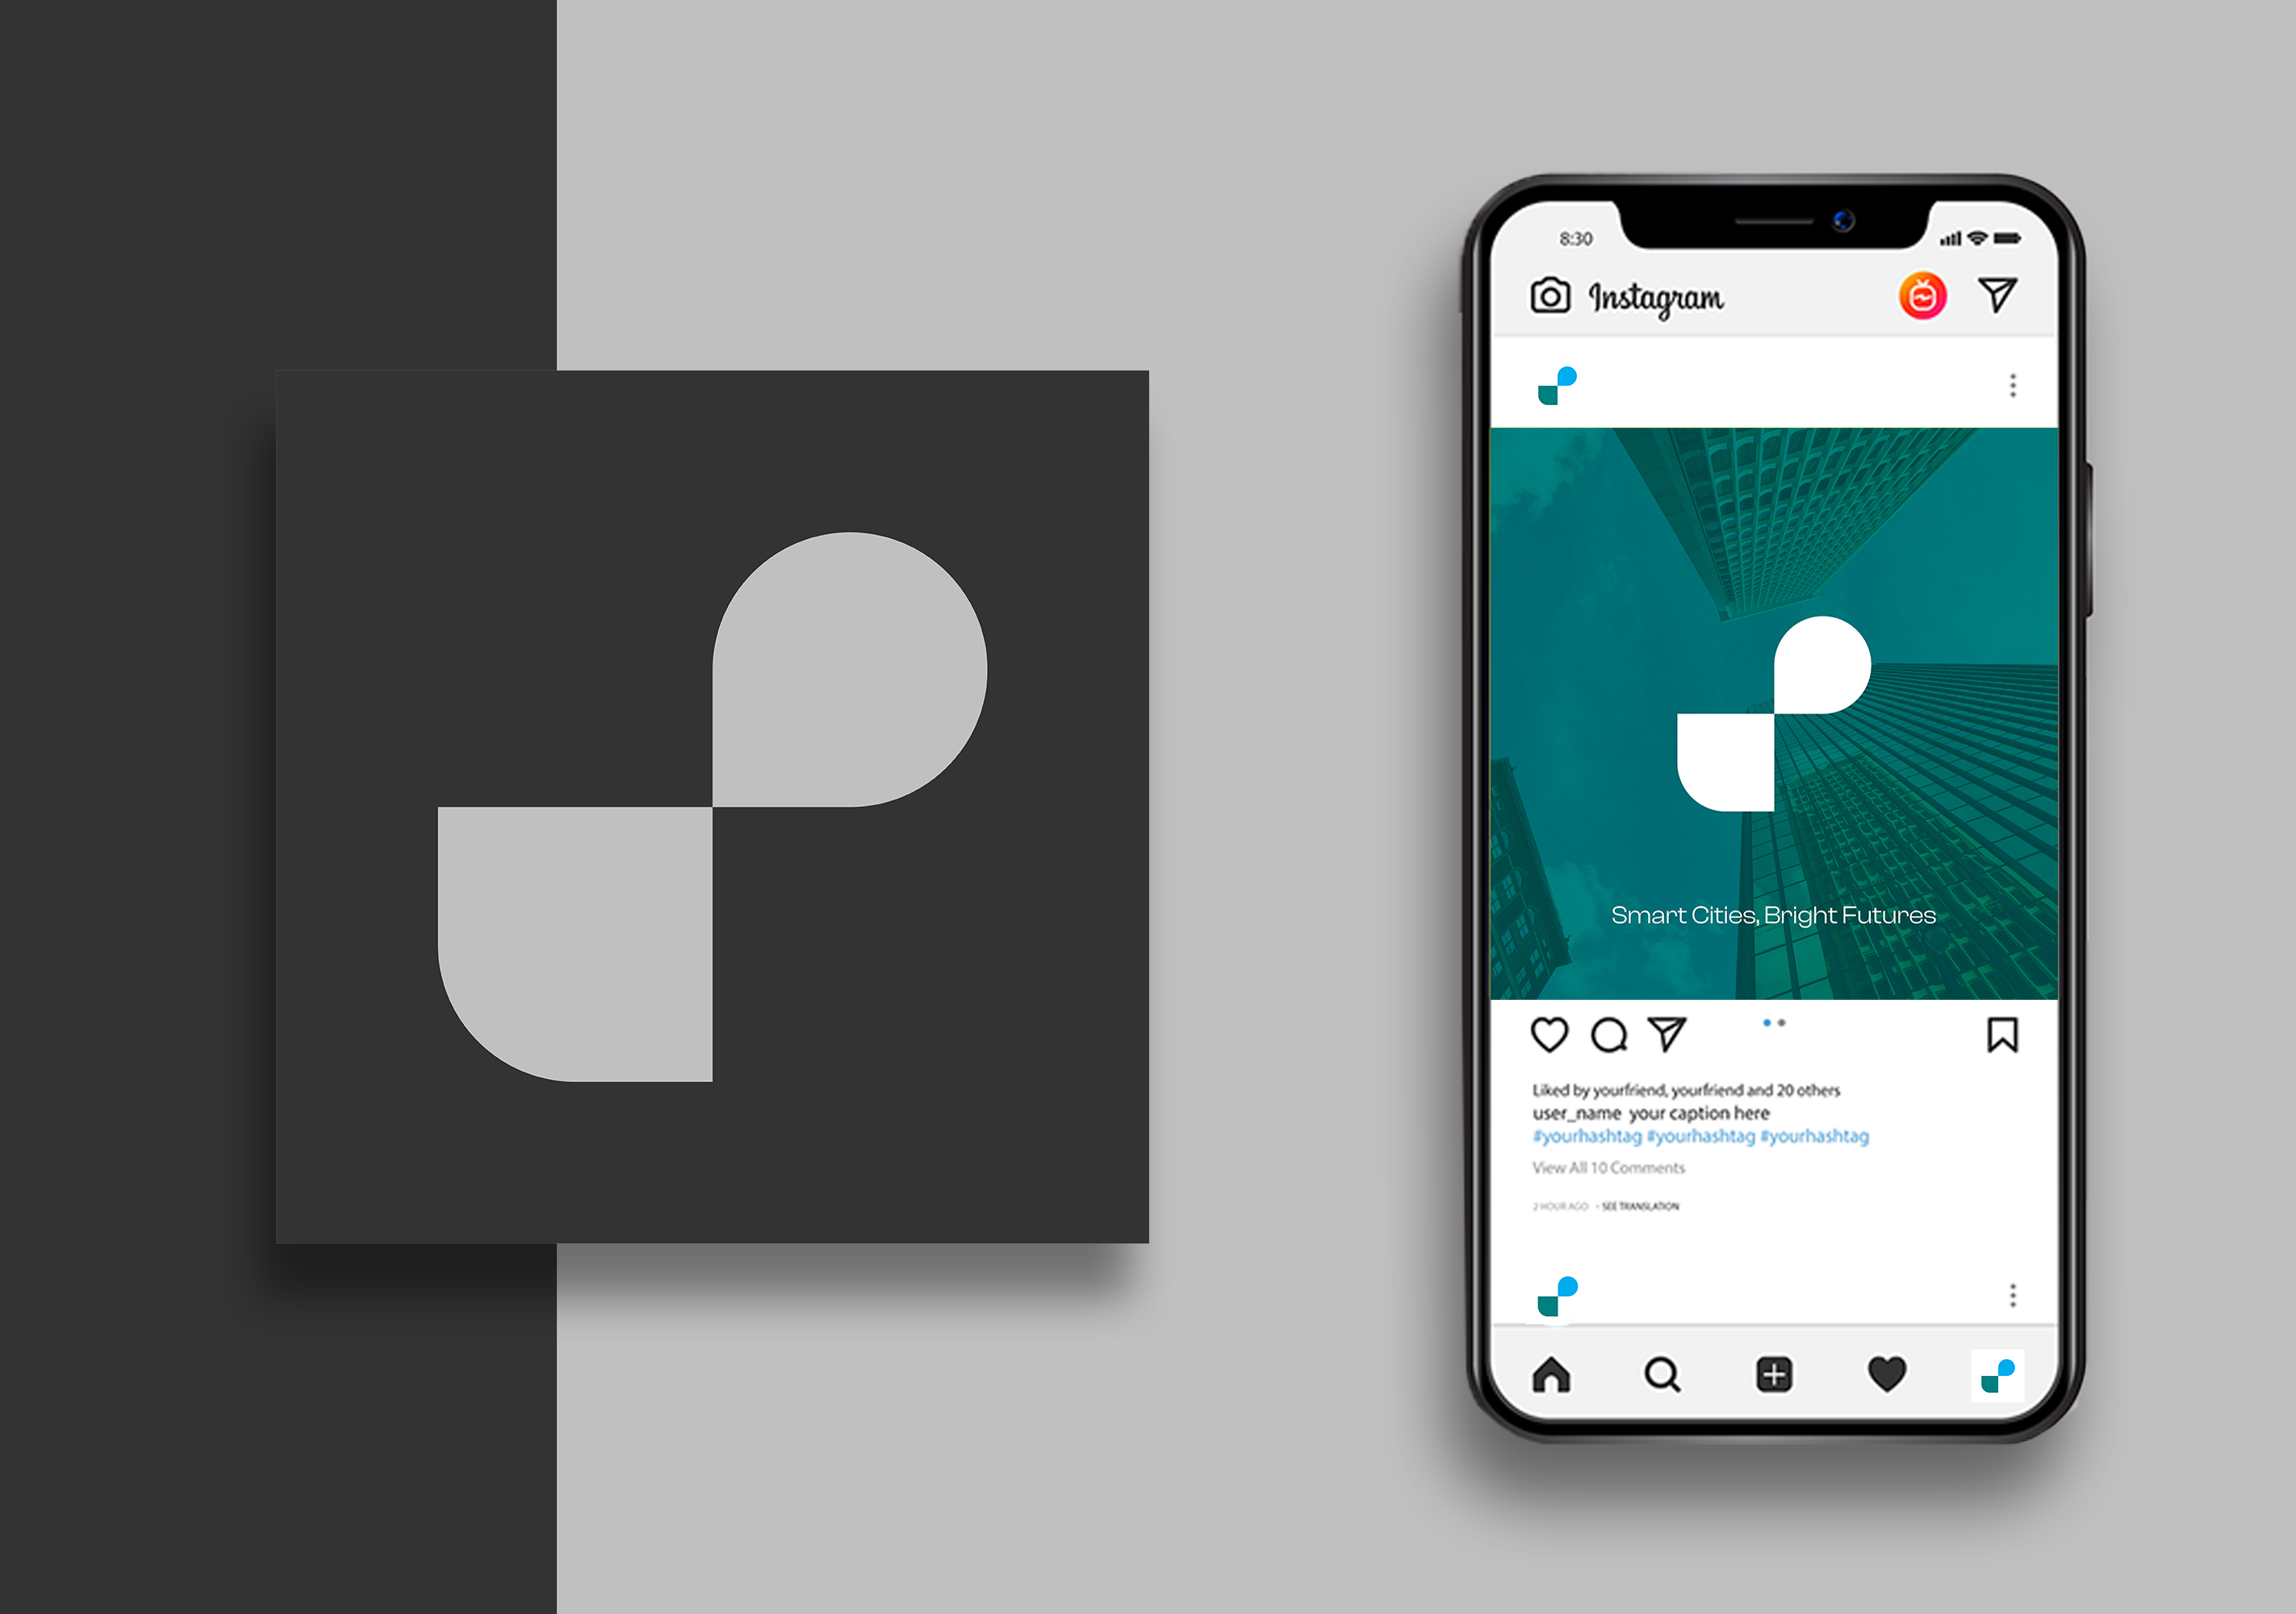 8:30
Instagram
Smart Cities, Bright Futures
Liked by yourfriend, yourfriend and 20 others
user_name your caption here
#yourhashtag #yourhashtag #yourhashtag
View All 10 Comments
2 HOUR AGO • SEE TRANSLATION